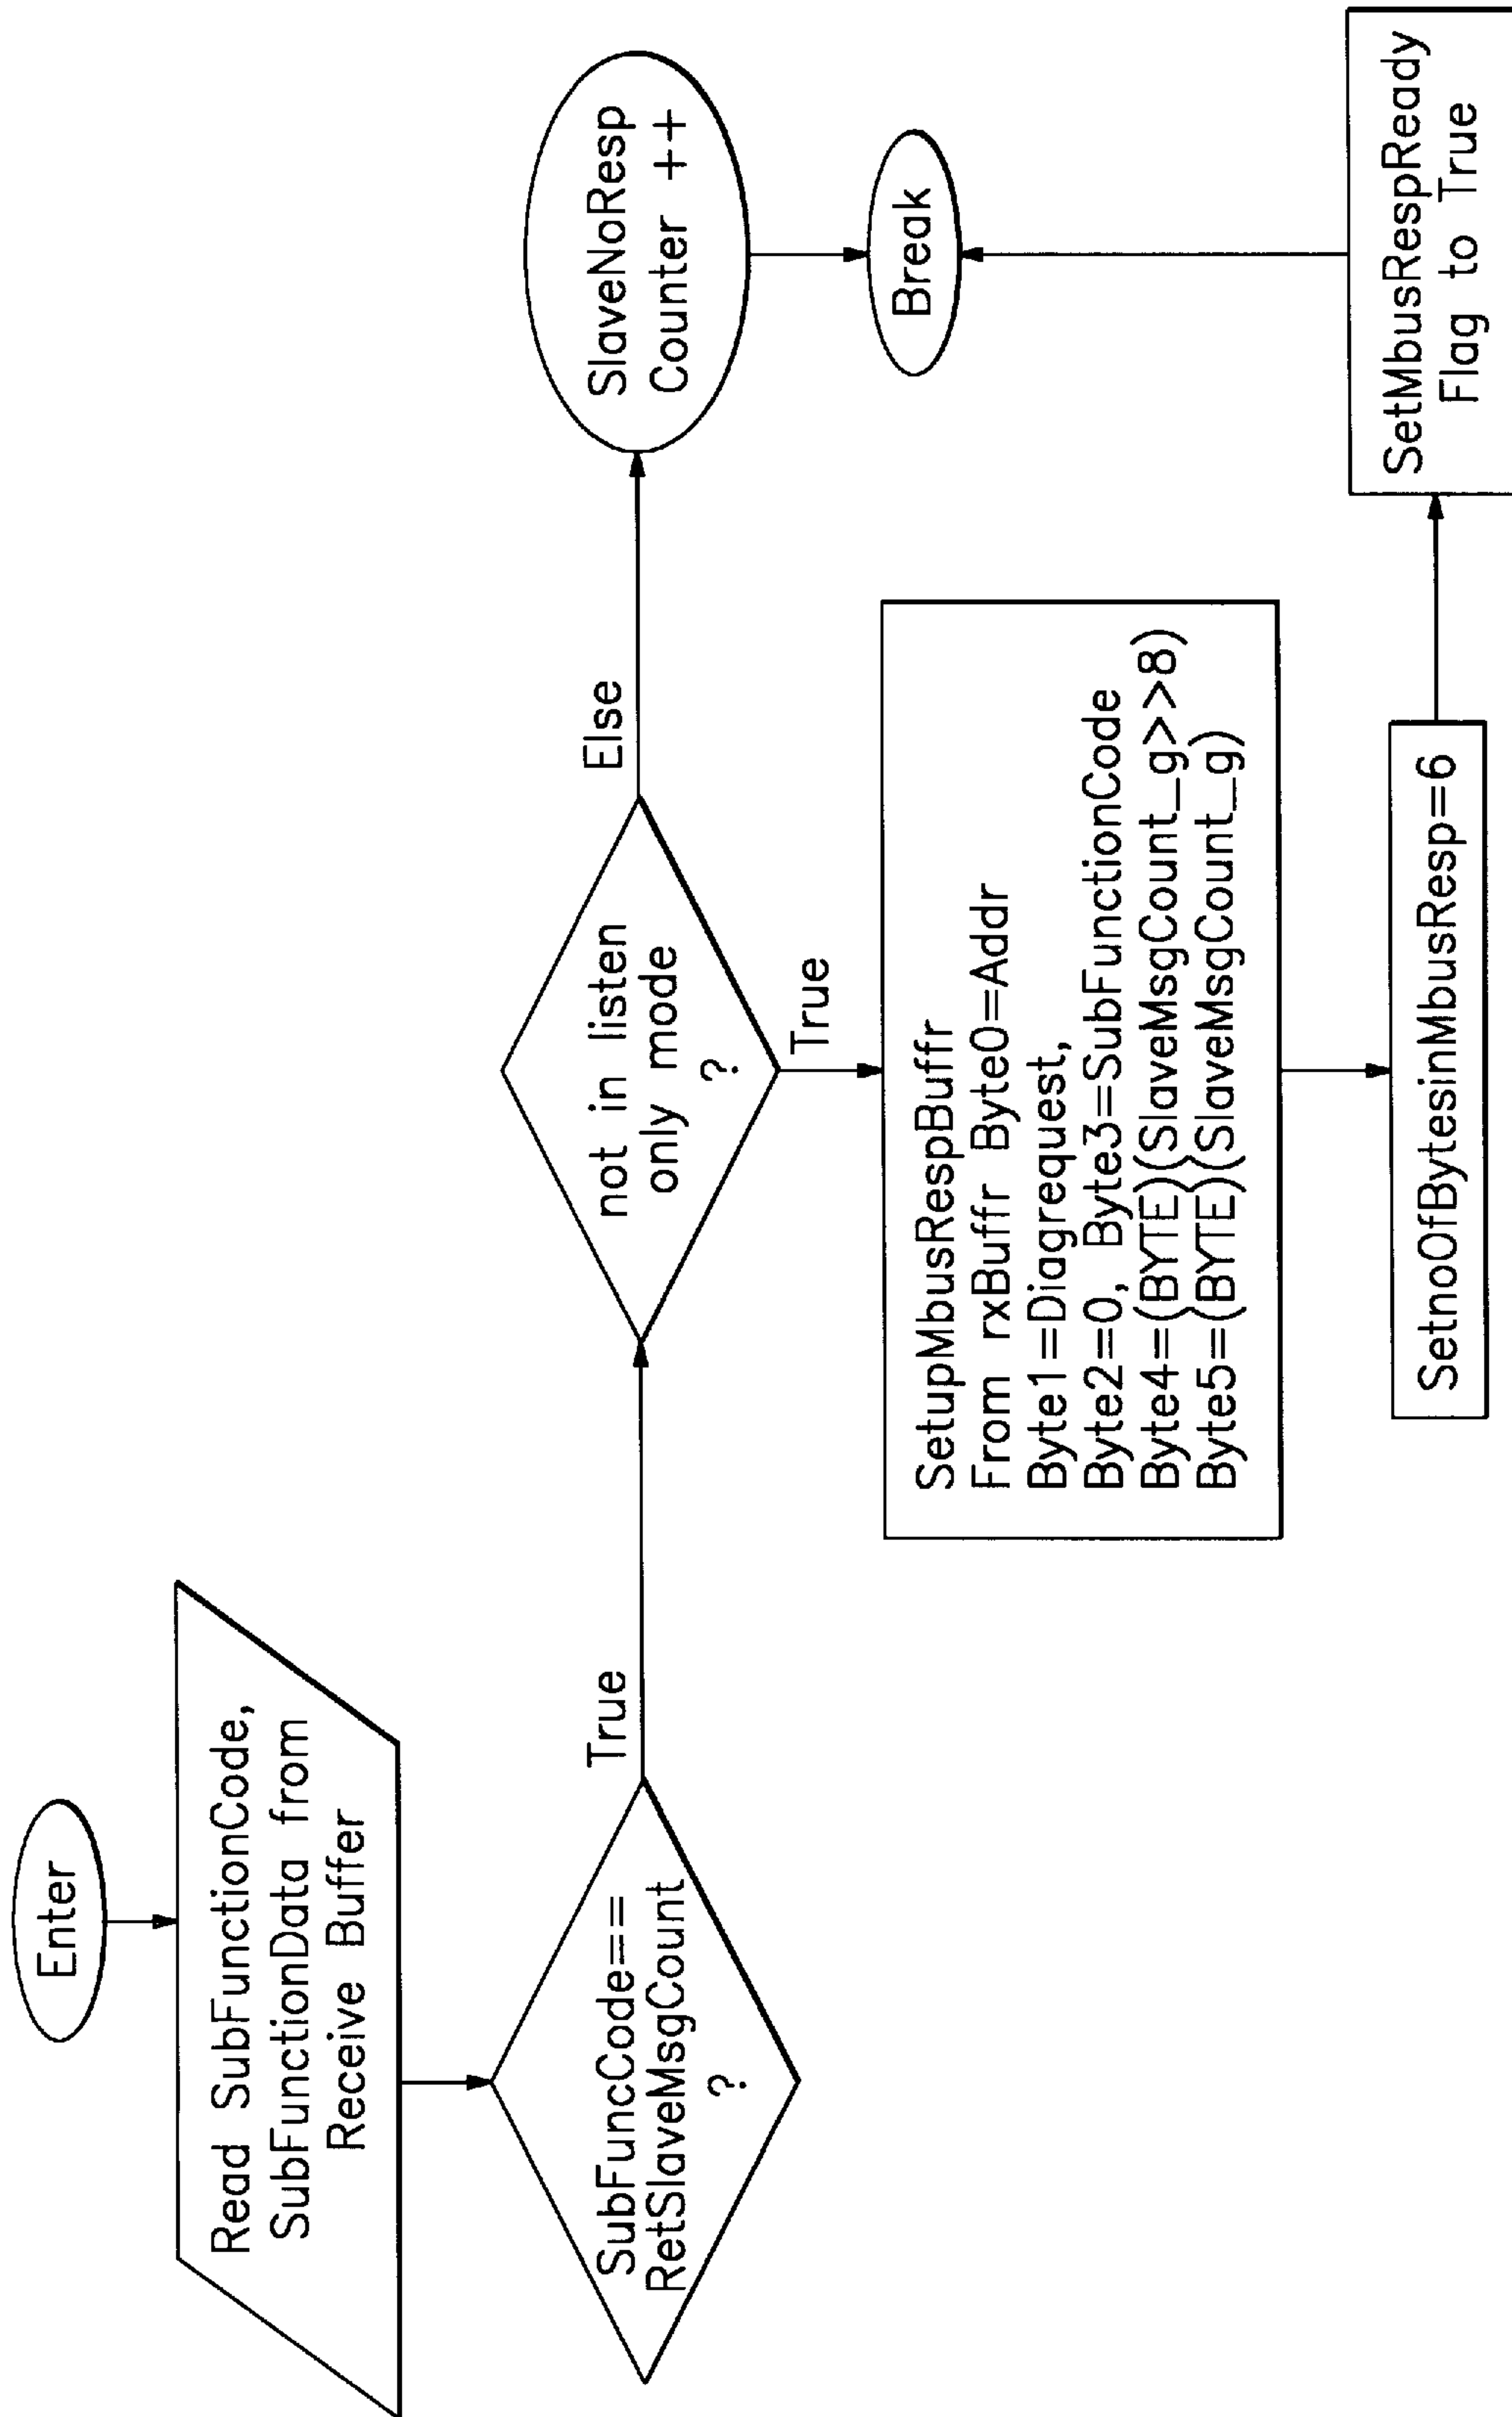 Enter
Read SubFunctionCode,
SubFunctionData from
Receive Buffer
SubFuncCode==
RetSlaveMsgCount
?
True
not in listen
only mode
?
Else
SlaveNoResp
Counter ++
Break
True
SetupMbusRespBuffr
From rxBuffr Byte0=Addr
Byte1=Diagrequest,
Byte2=0, Byte3=SubFunctionCode
Byte4=(BYTE)(SlaveMsgCount_g>>8)
Byte5=(BYTE)(SlaveMsgCount_g)
SetnoOfBytesinMbusResp=6
SetMbusRespReady
Flag to True